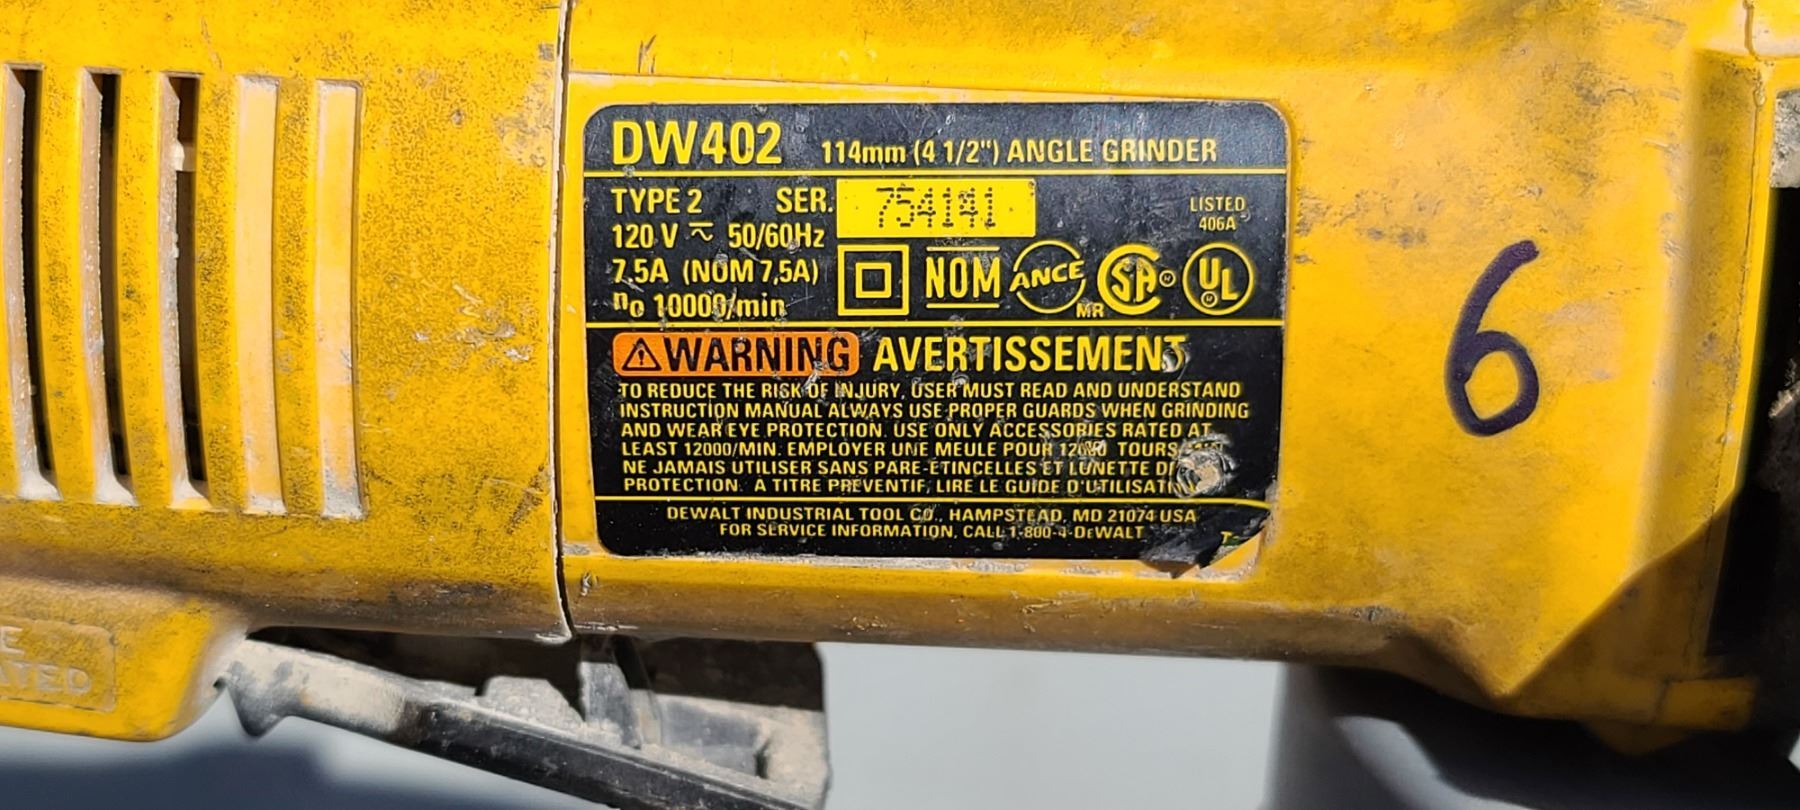 DW402 114mm (4 1/2") ANGLE GRINDER
TYPE 2 SER. 754141
LISTED
406A
120 V 50/60Hz
7,5A (NOM 7,5A)
no 10000/min
NOM ANCE MR SA UL
WARNING AVERTISSEMENT
TO REDUCE THE RISK OF INJURY, USER MUST READ AND UNDERSTAND
INSTRUCTION MANUAL ALWAYS USE PROPER GUARDS WHEN GRINDING
AND WEAR EYE PROTECTION. USE ONLY ACCESSORIES RATED AT
LEAST 12000/MIN. EMPLOYER UNE MEULE POUR 12000 TOURS
NE JAMAIS UTILISER SANS PARE-ETINCELLES ET LUNETTE
PROTECTION. A TITRE PREVENTIF, LIRE LE GUIDE
DEWALT INDUSTRIAL TOOL CO., HAMPSTEAD, MD 21074 USA
FOR SERVICE INFORMATION, CALL 1-800-4-DEWALT
6